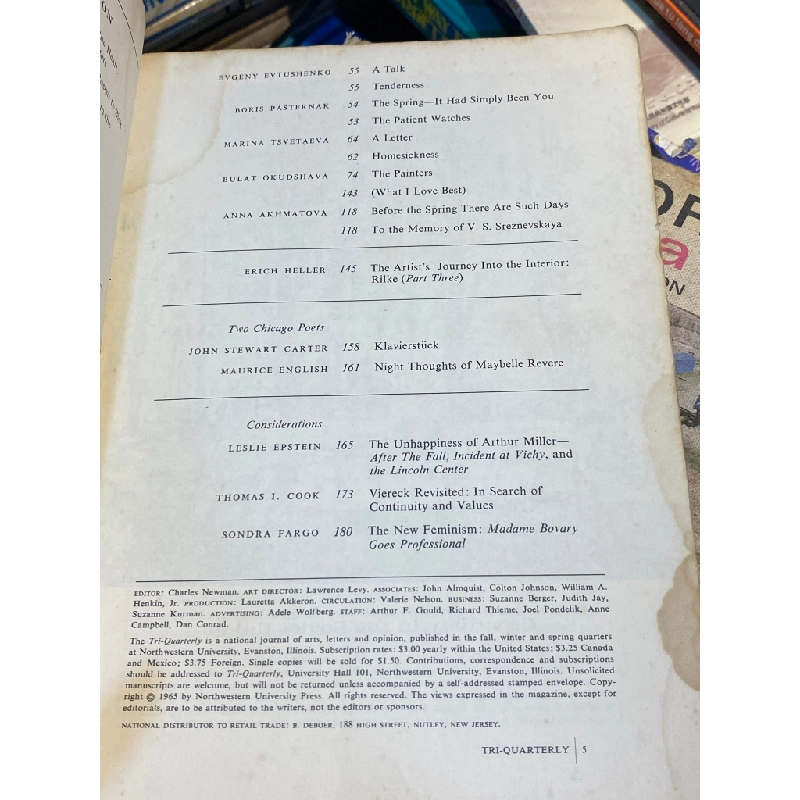 EVGENY EVTUSHENKO 55 A Talk
55 Tenderness
BORIS PASTERNAK 54 The Spring—It Had Simply Been You
53 The Patient Watches
MARINA TSVETAEVA 64 A Letter
62 Homesickness
BULAT OKUDSHAVA 74 The Painters
143 (What I Love Best)
ANNA AKHMATOVA 118 Before the Spring There Are Such Days
118 To the Memory of V. S. Sreznevskaya
ERICH HELLER 145 The Artist's Journey Into the Interior:
Rilke (Part Three)
Two Chicago Poets
JOHN STEWART CARTER 158 Klavierstück
MAURICE ENGLISH 161 Night Thoughts of Maybelle Revere
Considerations
LESLIE EPSTEIN 165 The Unhappiness of Arthur Miller—
After The Fall, Incident at Vichy, and
the Lincoln Center
THOMAS I. COOK 173 Viereck Revisited: In Search of
Continuity and Values
SONDRA FARGO 180 The New Feminism: Madame Bovary
Goes Professional
EDITOR: Charles Newman. ART DIRECTOR: Lawrence Levy. ASSOCIATES: John Almquist, Colton Johnson, William A.
Henkin, Jr. PRODUCTION: Lauretta Akkeron. CIRCULATION: Valerie Nelson. BUSINESS: Suzanne Berger, Judith Jay,
Suzanne Kurman. ADVERTISING: Adele Wollberg. STAFF: Arthur F. Gould, Richard Thieme, Joel Pondelik, Anne
Campbell, Dan Conrad.
The Tri-Quarterly is a national journal of arts, letters and opinion, published in the fall, winter and spring quarters
at Northwestern University, Evanston, Illinois. Subscription rates: $3.00 yearly within the United States; $3.25 Canada
and Mexico; $3.75 Foreign. Single copies will be sold for $1.50. Contributions, correspondence and subscriptions
should be addressed to Tri-Quarterly, University Hall 101, Northwestern University, Evanston, Illinois. Unsolicited
manuscripts are welcome, but will not be returned unless accompanied by a self-addressed stamped envelope. Copy-
right © 1965 by Northwestern University Press. All rights reserved. The views expressed in the magazine, except for
editorials, are to be attributed to the writers, not the editors or sponsors.
NATIONAL DISTRIBUTOR TO RETAIL TRADE: B. DEBOER, 188 HIGH STREET, NUTLEY, NEW JERSEY.
TRI-QUARTERLY 5